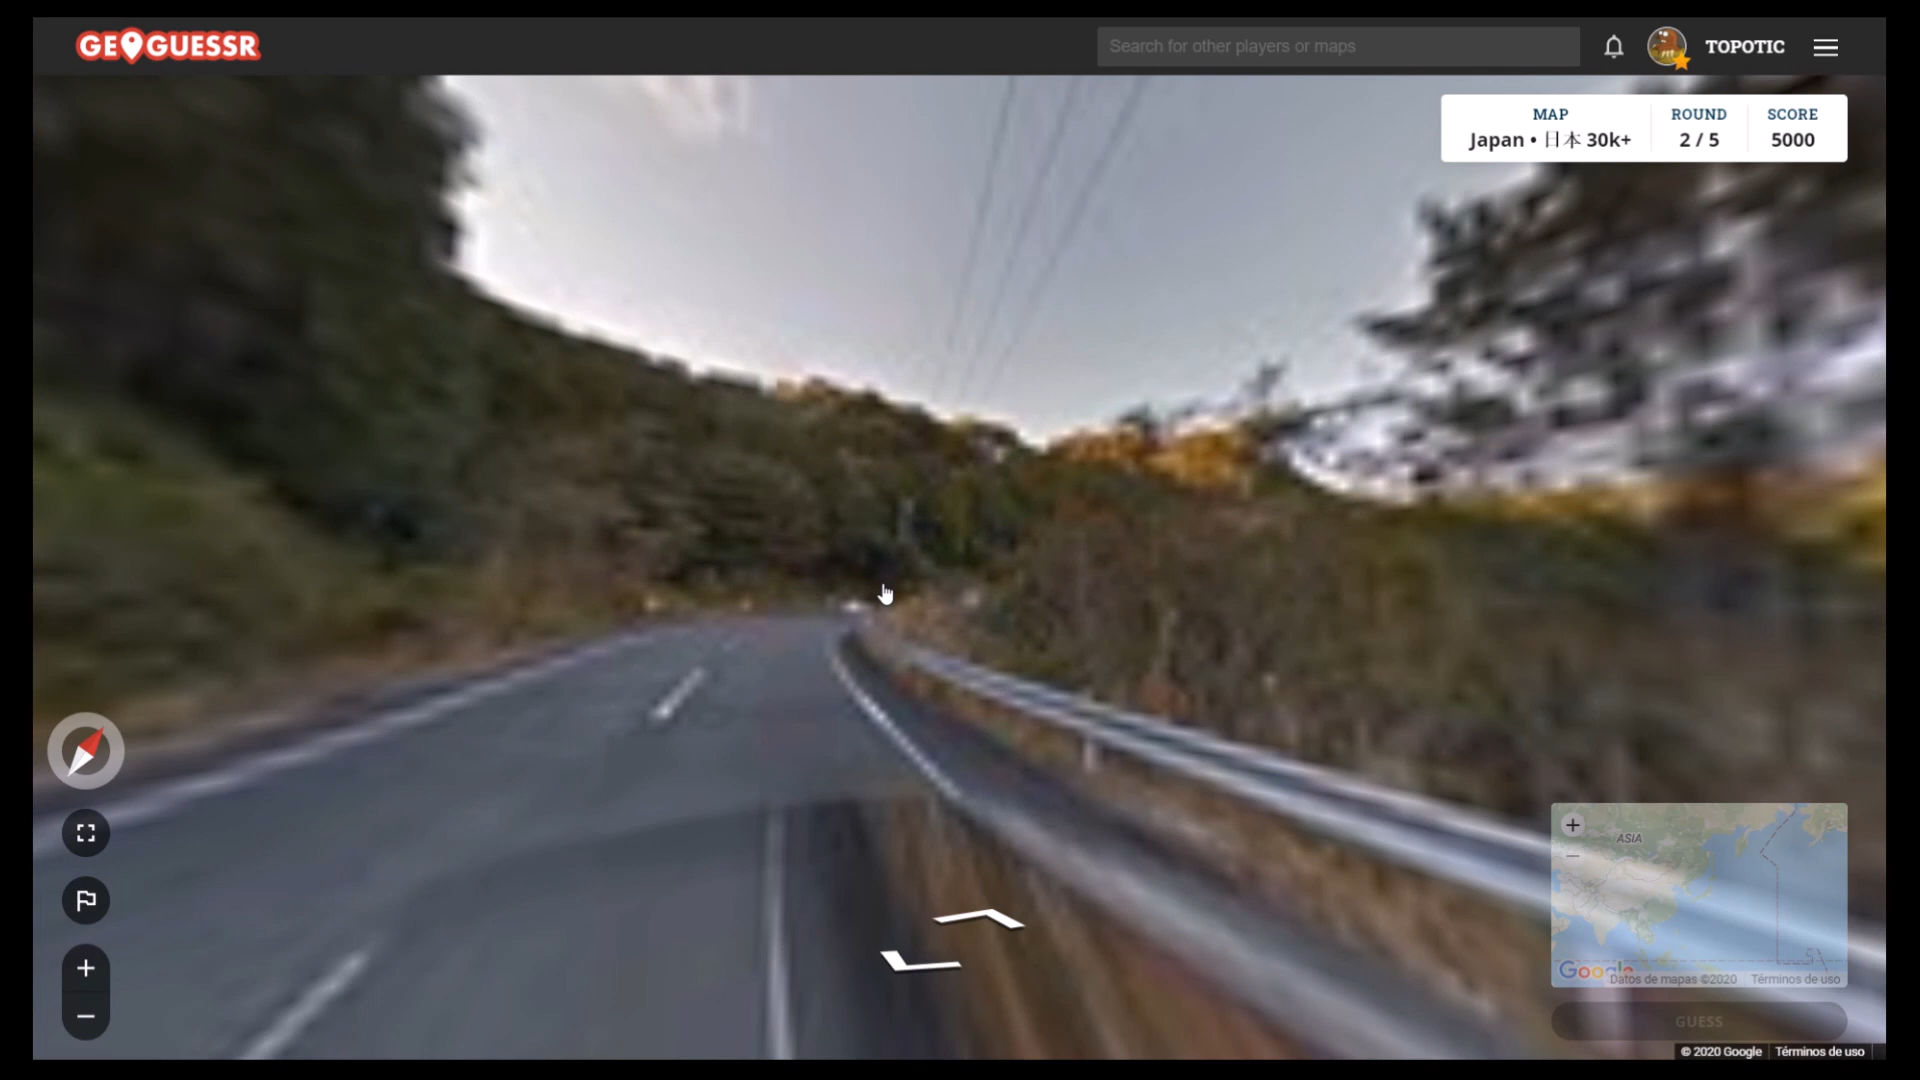 GEOGUESSR
Search for other players or maps
TOPOTIC
MAP
Japan • 日本 30k+
ROUND
2 / 5
SCORE
5000
ASIA
Google
Datos de mapas ©2020
Términos de uso
GUESS
© 2020 Google
Términos de uso